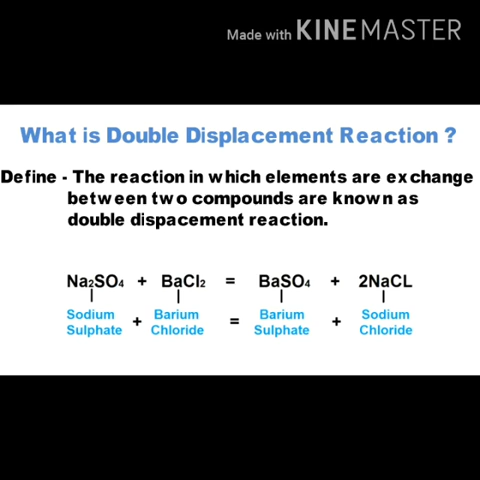 Made with KINEMASTER
What is Double Displacement Reaction ?
Define - The reaction in which elements are exchange
between two compounds are known as
double dispacement reaction.
Na₂SO₄ + BaCl₂ = BaSO₄ + 2NaCL
Sodium Sulphate + Barium Chloride = Barium Sulphate + Sodium Chloride